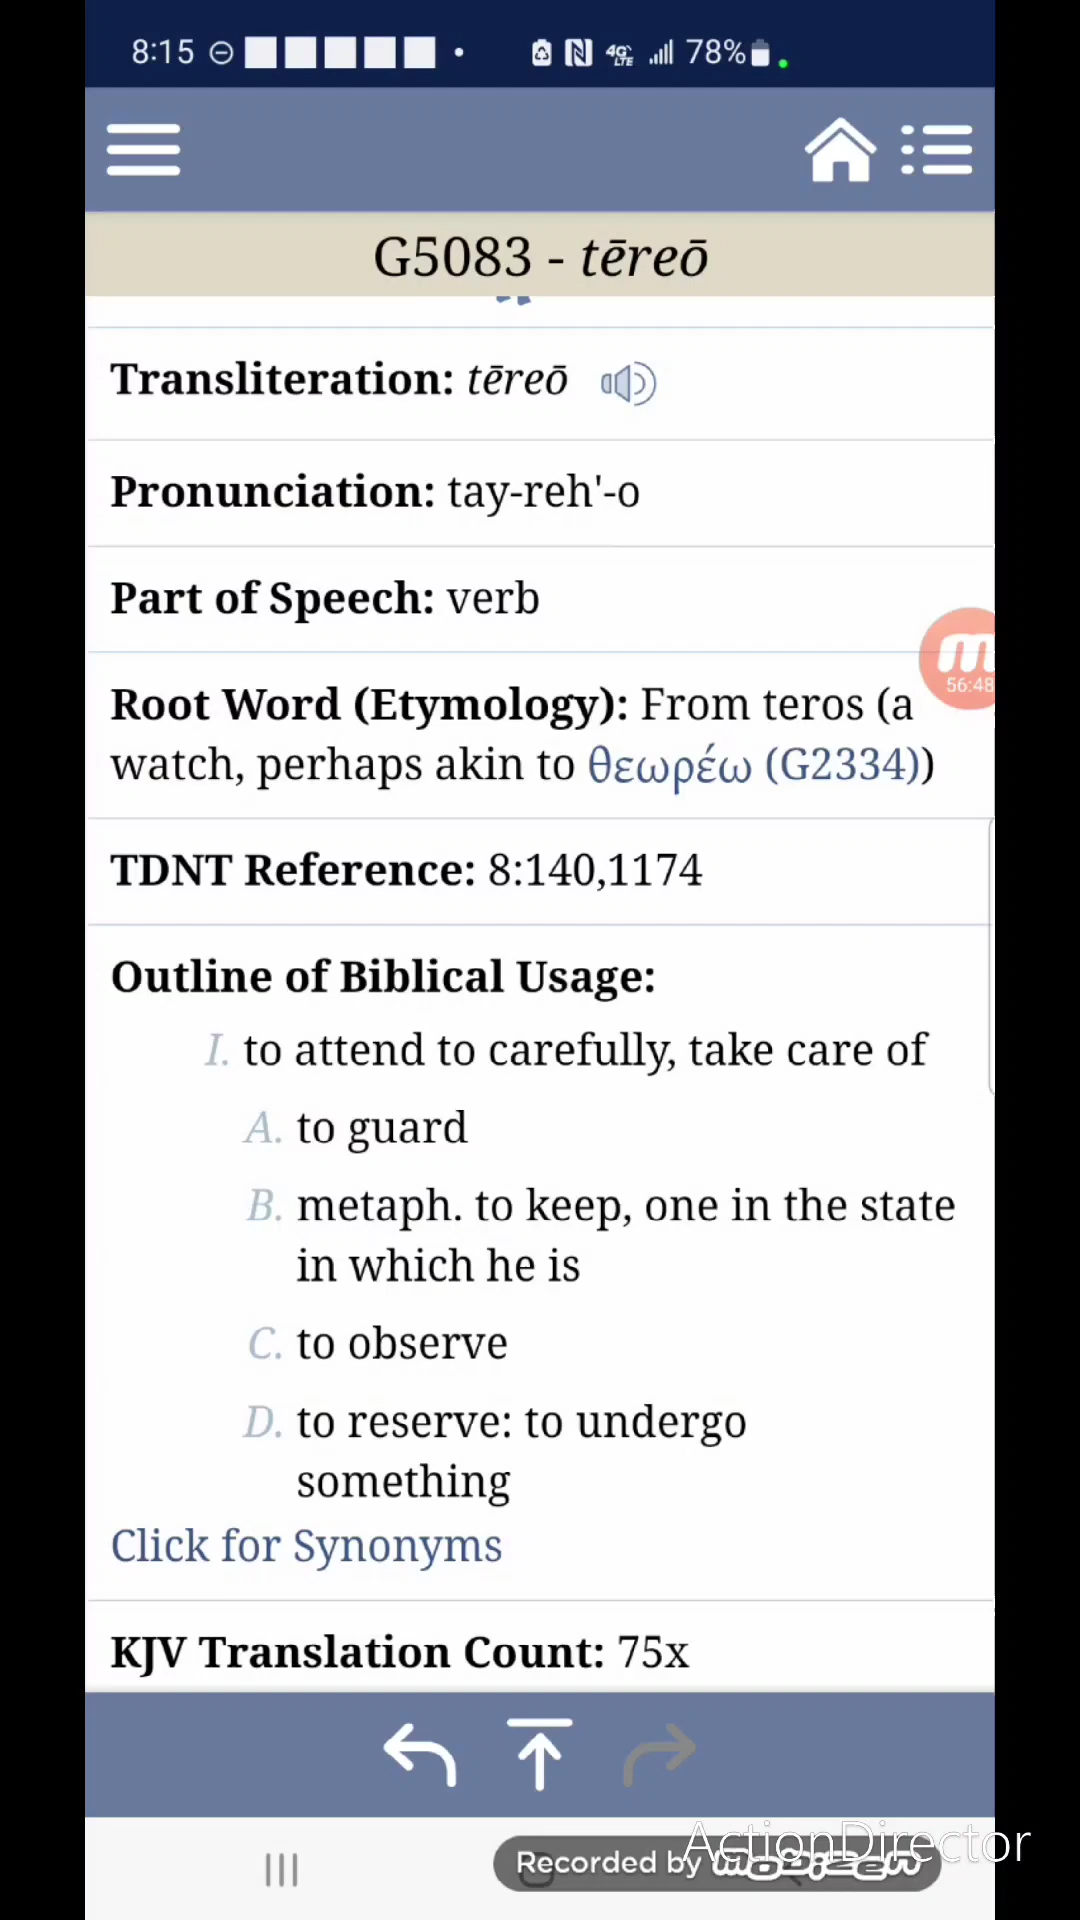 8:15 4G LTE 78%
G5083 - tēreō
Transliteration: tēreō
Pronunciation: tay-reh'-o
Part of Speech: verb
Root Word (Etymology): From teros (a
watch, perhaps akin to θεωρέω (G2334))
56:48
TDNT Reference: 8:140,1174
Outline of Biblical Usage:
I. to attend to carefully, take care of
A. to guard
B. metaph. to keep, one in the state
in which he is
C. to observe
D. to reserve: to undergo
something
Click for Synonyms
KJV Translation Count: 75x
ActionDirector
Recorded by mobizen